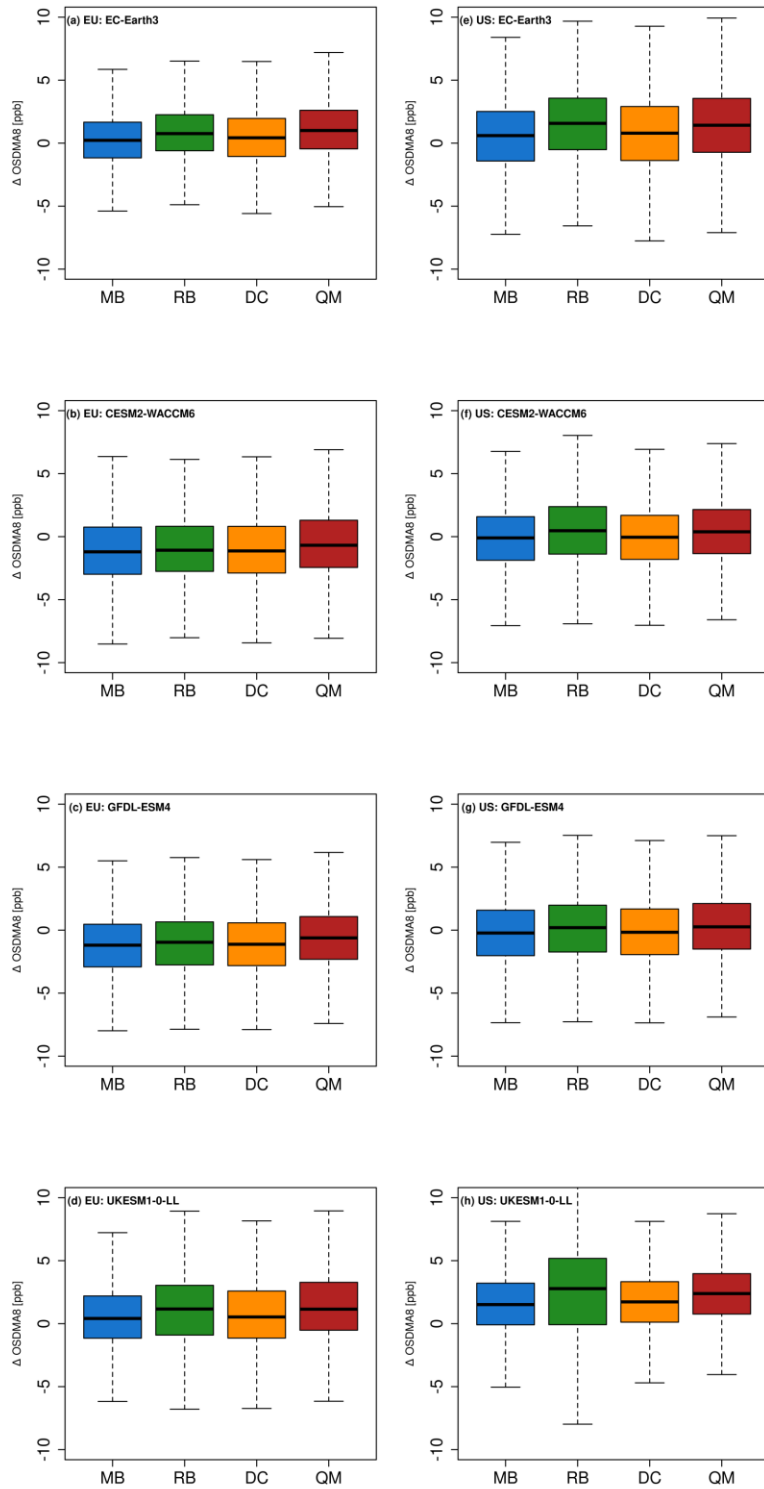 (a) EU: EC-Earth3
Δ OSDMA8 [ppb]
10
5
0
-5
-10
MB RB DC QM
(e) US: EC-Earth3
Δ OSDMA8 [ppb]
10
5
0
-5
-10
MB RB DC QM
(b) EU: CESM2-WACCM6
Δ OSDMA8 [ppb]
10
5
0
-5
-10
MB RB DC QM
(f) US: CESM2-WACCM6
Δ OSDMA8 [ppb]
10
5
0
-5
-10
MB RB DC QM
(c) EU: GFDL-ESM4
Δ OSDMA8 [ppb]
10
5
0
-5
-10
MB RB DC QM
(g) US: GFDL-ESM4
Δ OSDMA8 [ppb]
10
5
0
-5
-10
MB RB DC QM
(d) EU: UKESM1-0-LL
Δ OSDMA8 [ppb]
10
5
0
-5
-10
MB RB DC QM
(h) US: UKESM1-0-LL
Δ OSDMA8 [ppb]
10
5
0
-5
-10
MB RB DC QM